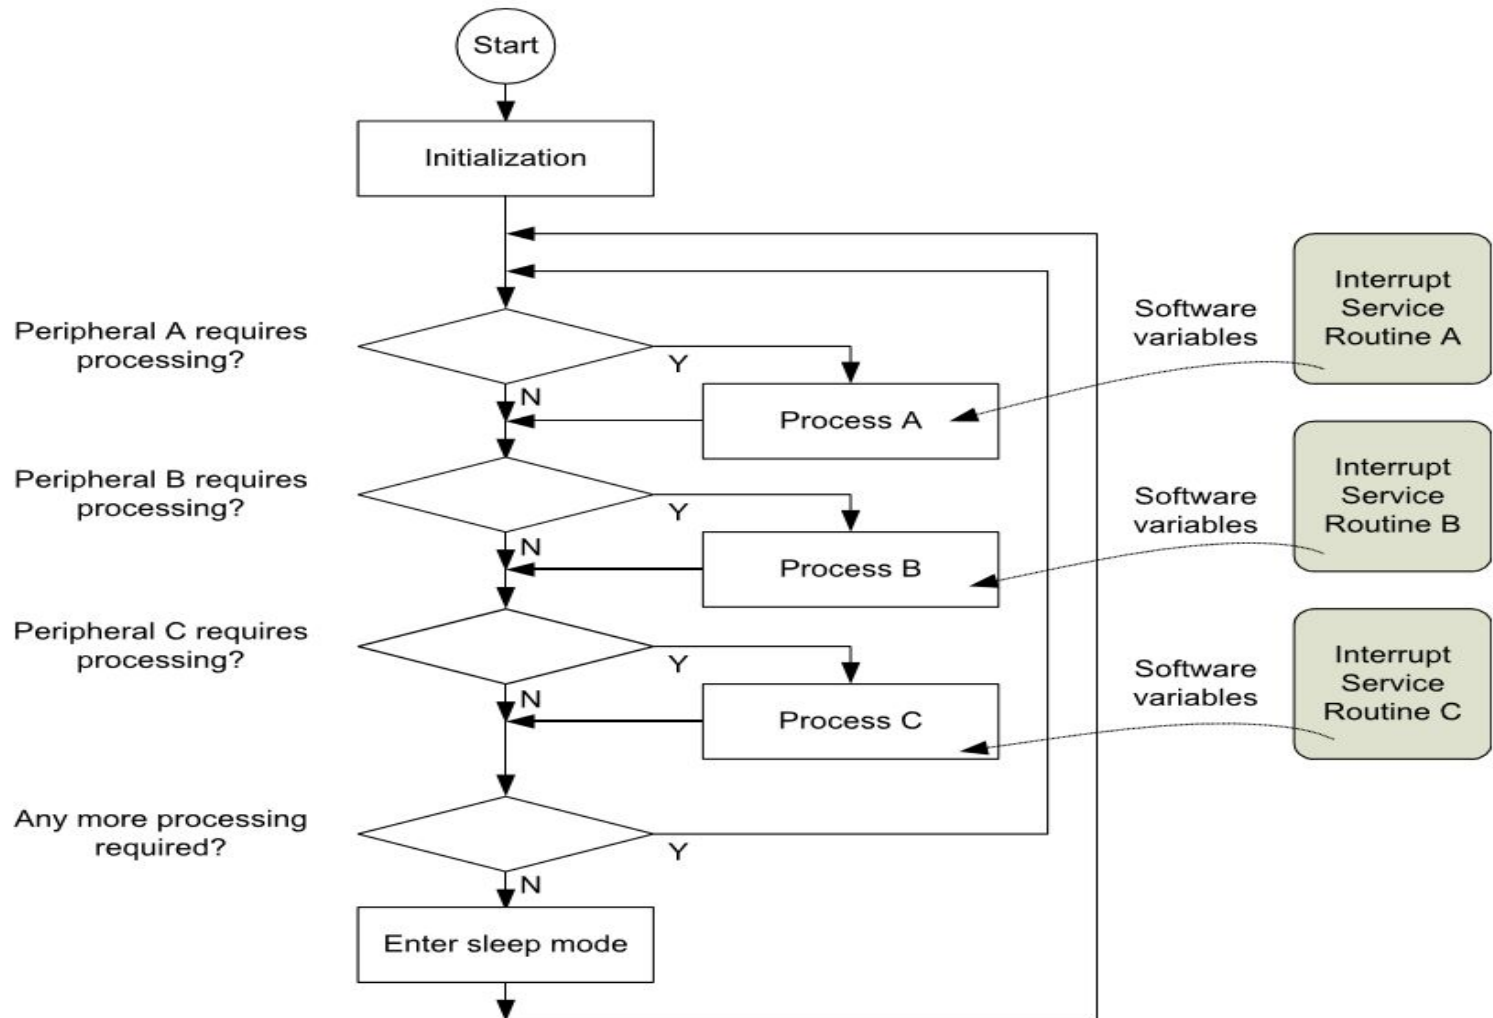 Start
Initialization
Peripheral A requires
processing?
Y
N
Process A
Software
variables
Interrupt
Service
Routine A
Peripheral B requires
processing?
Y
N
Process B
Software
variables
Interrupt
Service
Routine B
Peripheral C requires
processing?
Y
N
Process C
Software
variables
Interrupt
Service
Routine C
Any more processing
required?
Y
N
Enter sleep mode